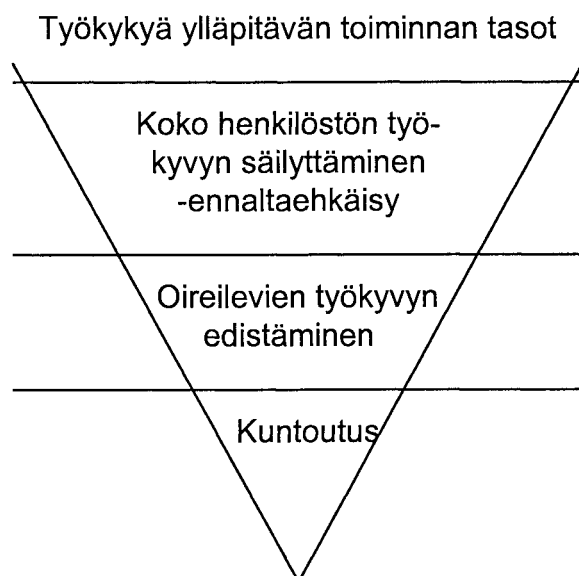 Työkykyä ylläpitävän toiminnan tasot
Koko henkilöstön työ-
kyvyn säilyttäminen
-ennaltaehkäisy
Oireilevien työkyvyn
edistäminen
Kuntoutus